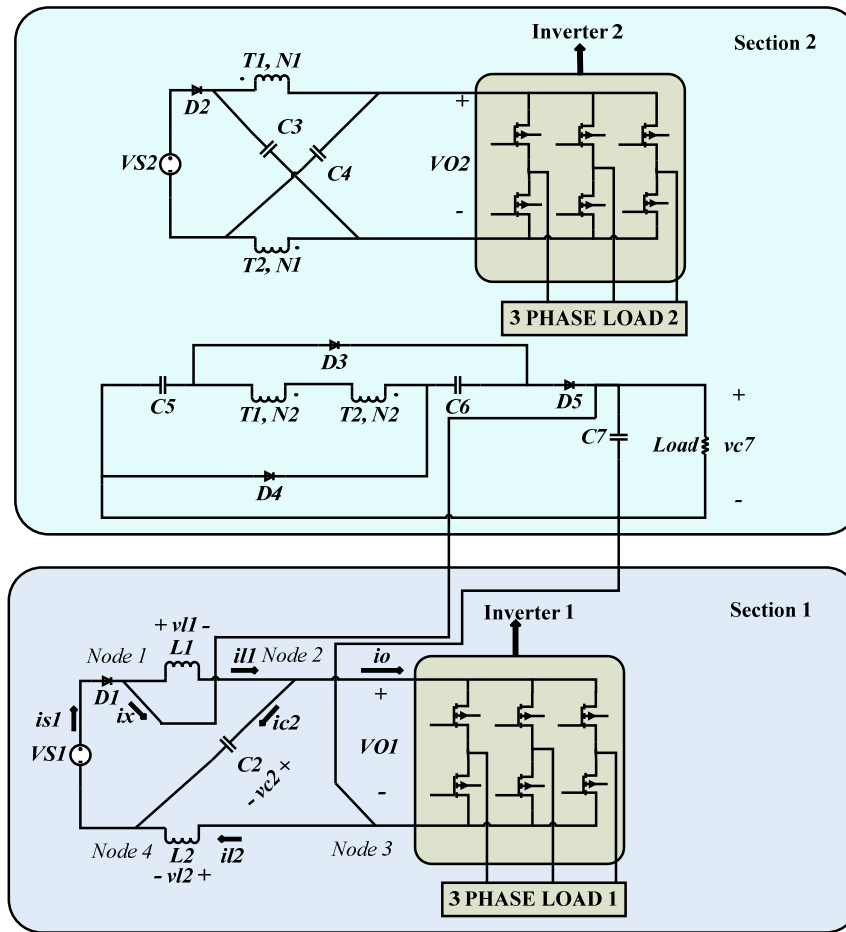 Inverter 2
Section 2
T1, N1
D2
C3
C4
VS2
+
VO2
-
T2, N1
3 PHASE LOAD 2
D3
C5
T1, N2
T2, N2
C6
D5
C7
Load
+
vc7
-
D4
Section 1
Inverter 1
+ vl1 -
L1
Node 1
il1
Node 2
io
D1
is1
ix
ic2
+
VS1
C2
- vc2 +
VO1
-
Node 4
L2
il2
Node 3
- vl2 +
3 PHASE LOAD 1